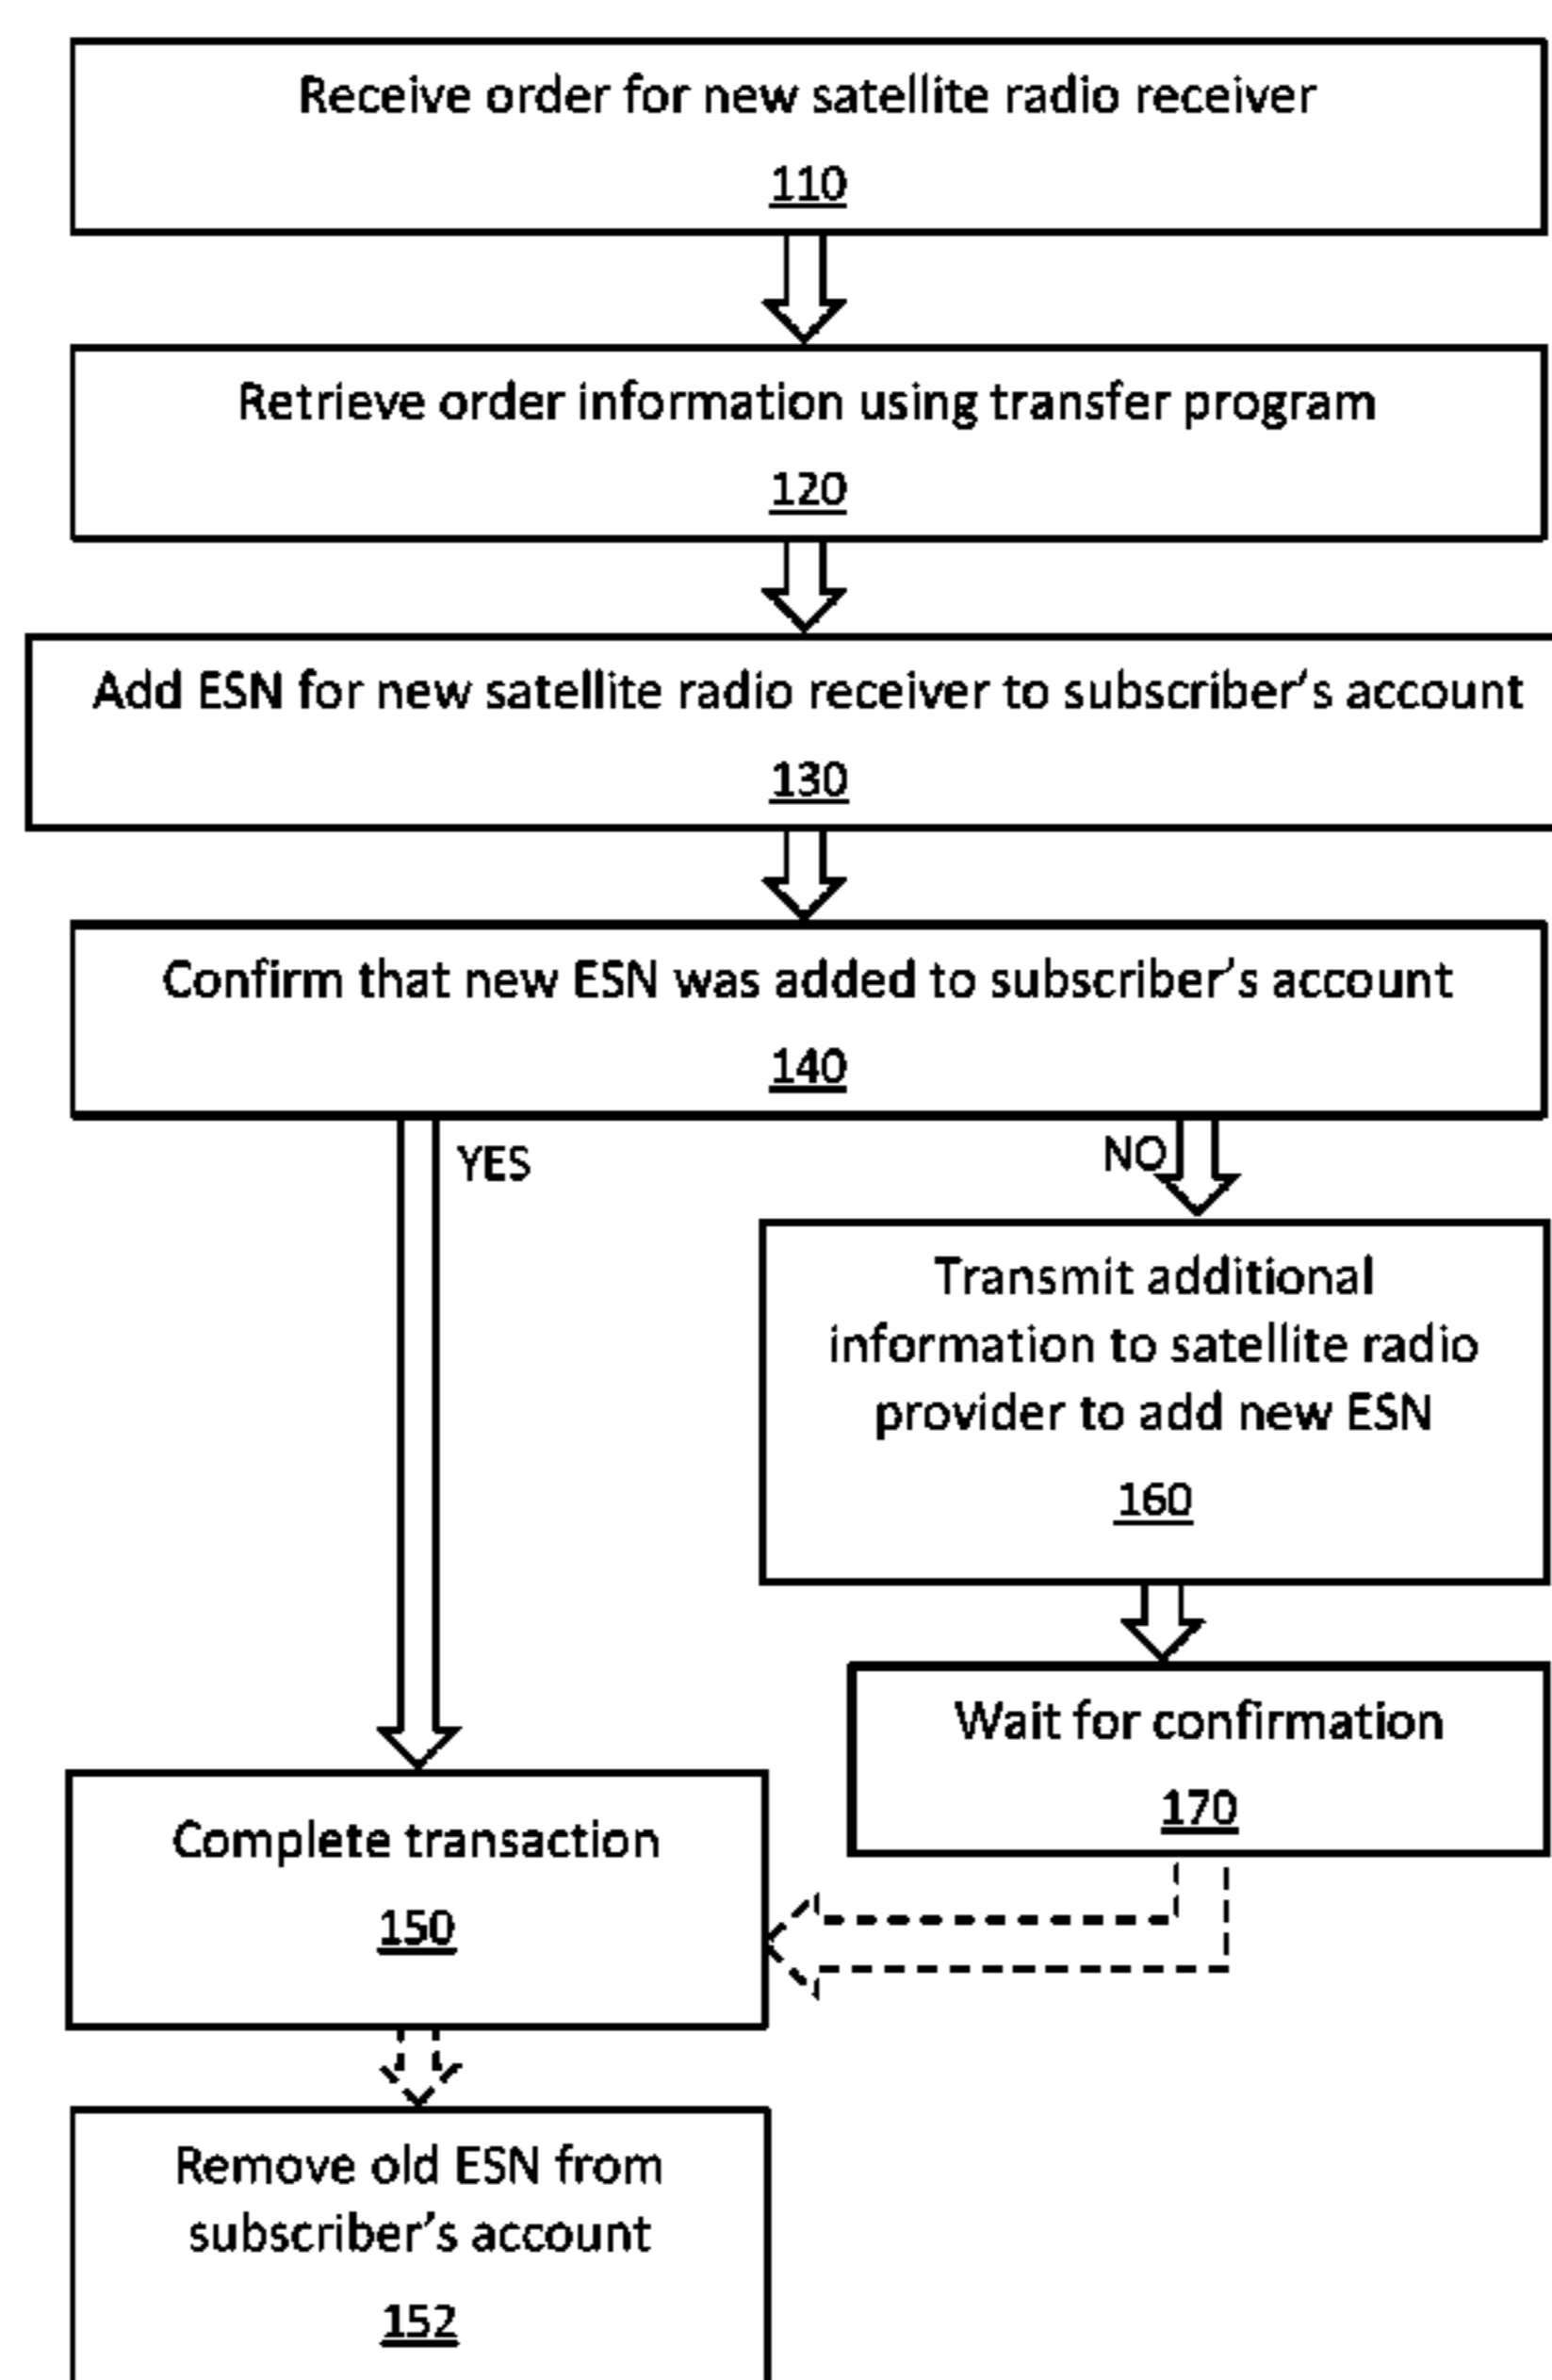 Receive order for new satellite radio receiver
110
Retrieve order information using transfer program
120
Add ESN for new satellite radio receiver to subscriber's account
130
Confirm that new ESN was added to subscriber's account
140
YES
NO
Transmit additional
information to satellite radio
provider to add new ESN
160
Wait for confirmation
170
Complete transaction
150
Remove old ESN from
subscriber's account
152